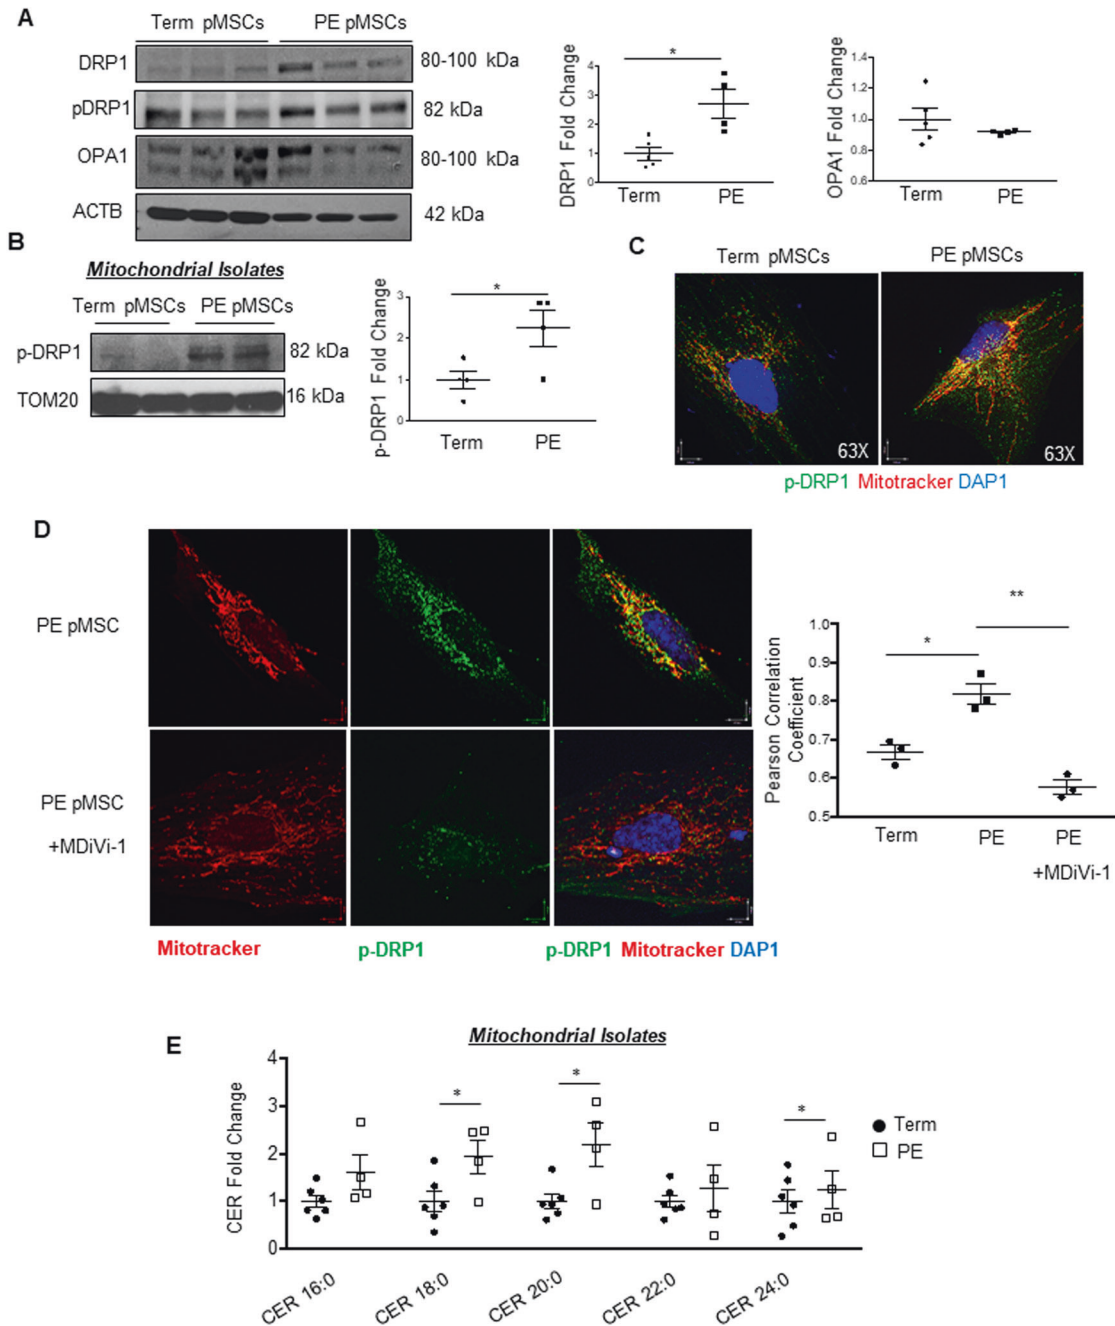 A
Term pMSCs PE pMSCs
DRP1 80-100 kDa
pDRP1 82 kDa
OPA1 80-100 kDa
ACTB 42 kDa
DRP1 Fold Change
4
3
2
1
0
*
Term PE
OPA1 Fold Change
1.4
1.2
1.0
0.8
0.6
Term PE
B
Mitochondrial Isolates
Term pMSCs PE pMSCs
p-DRP1 82 kDa
TOM20 16 kDa
p-DRP1 Fold Change
3
2
1
0
*
Term PE
C
Term pMSCs PE pMSCs
63X 63X
p-DRP1 Mitotracker DAP1
D
PE pMSC
PE pMSC
+MDiVi-1
Mitotracker p-DRP1 p-DRP1 Mitotracker DAP1
Pearson Correlation
Coefficient
1.0
0.9
0.8
0.7
0.6
0.5
* **
Term PE PE
+MDiVi-1
E
Mitochondrial Isolates
CER Fold Change
4
3
2
1
0
* * *
Term
PE
CER 16:0 CER 18:0 CER 20:0 CER 22:0 CER 24:0